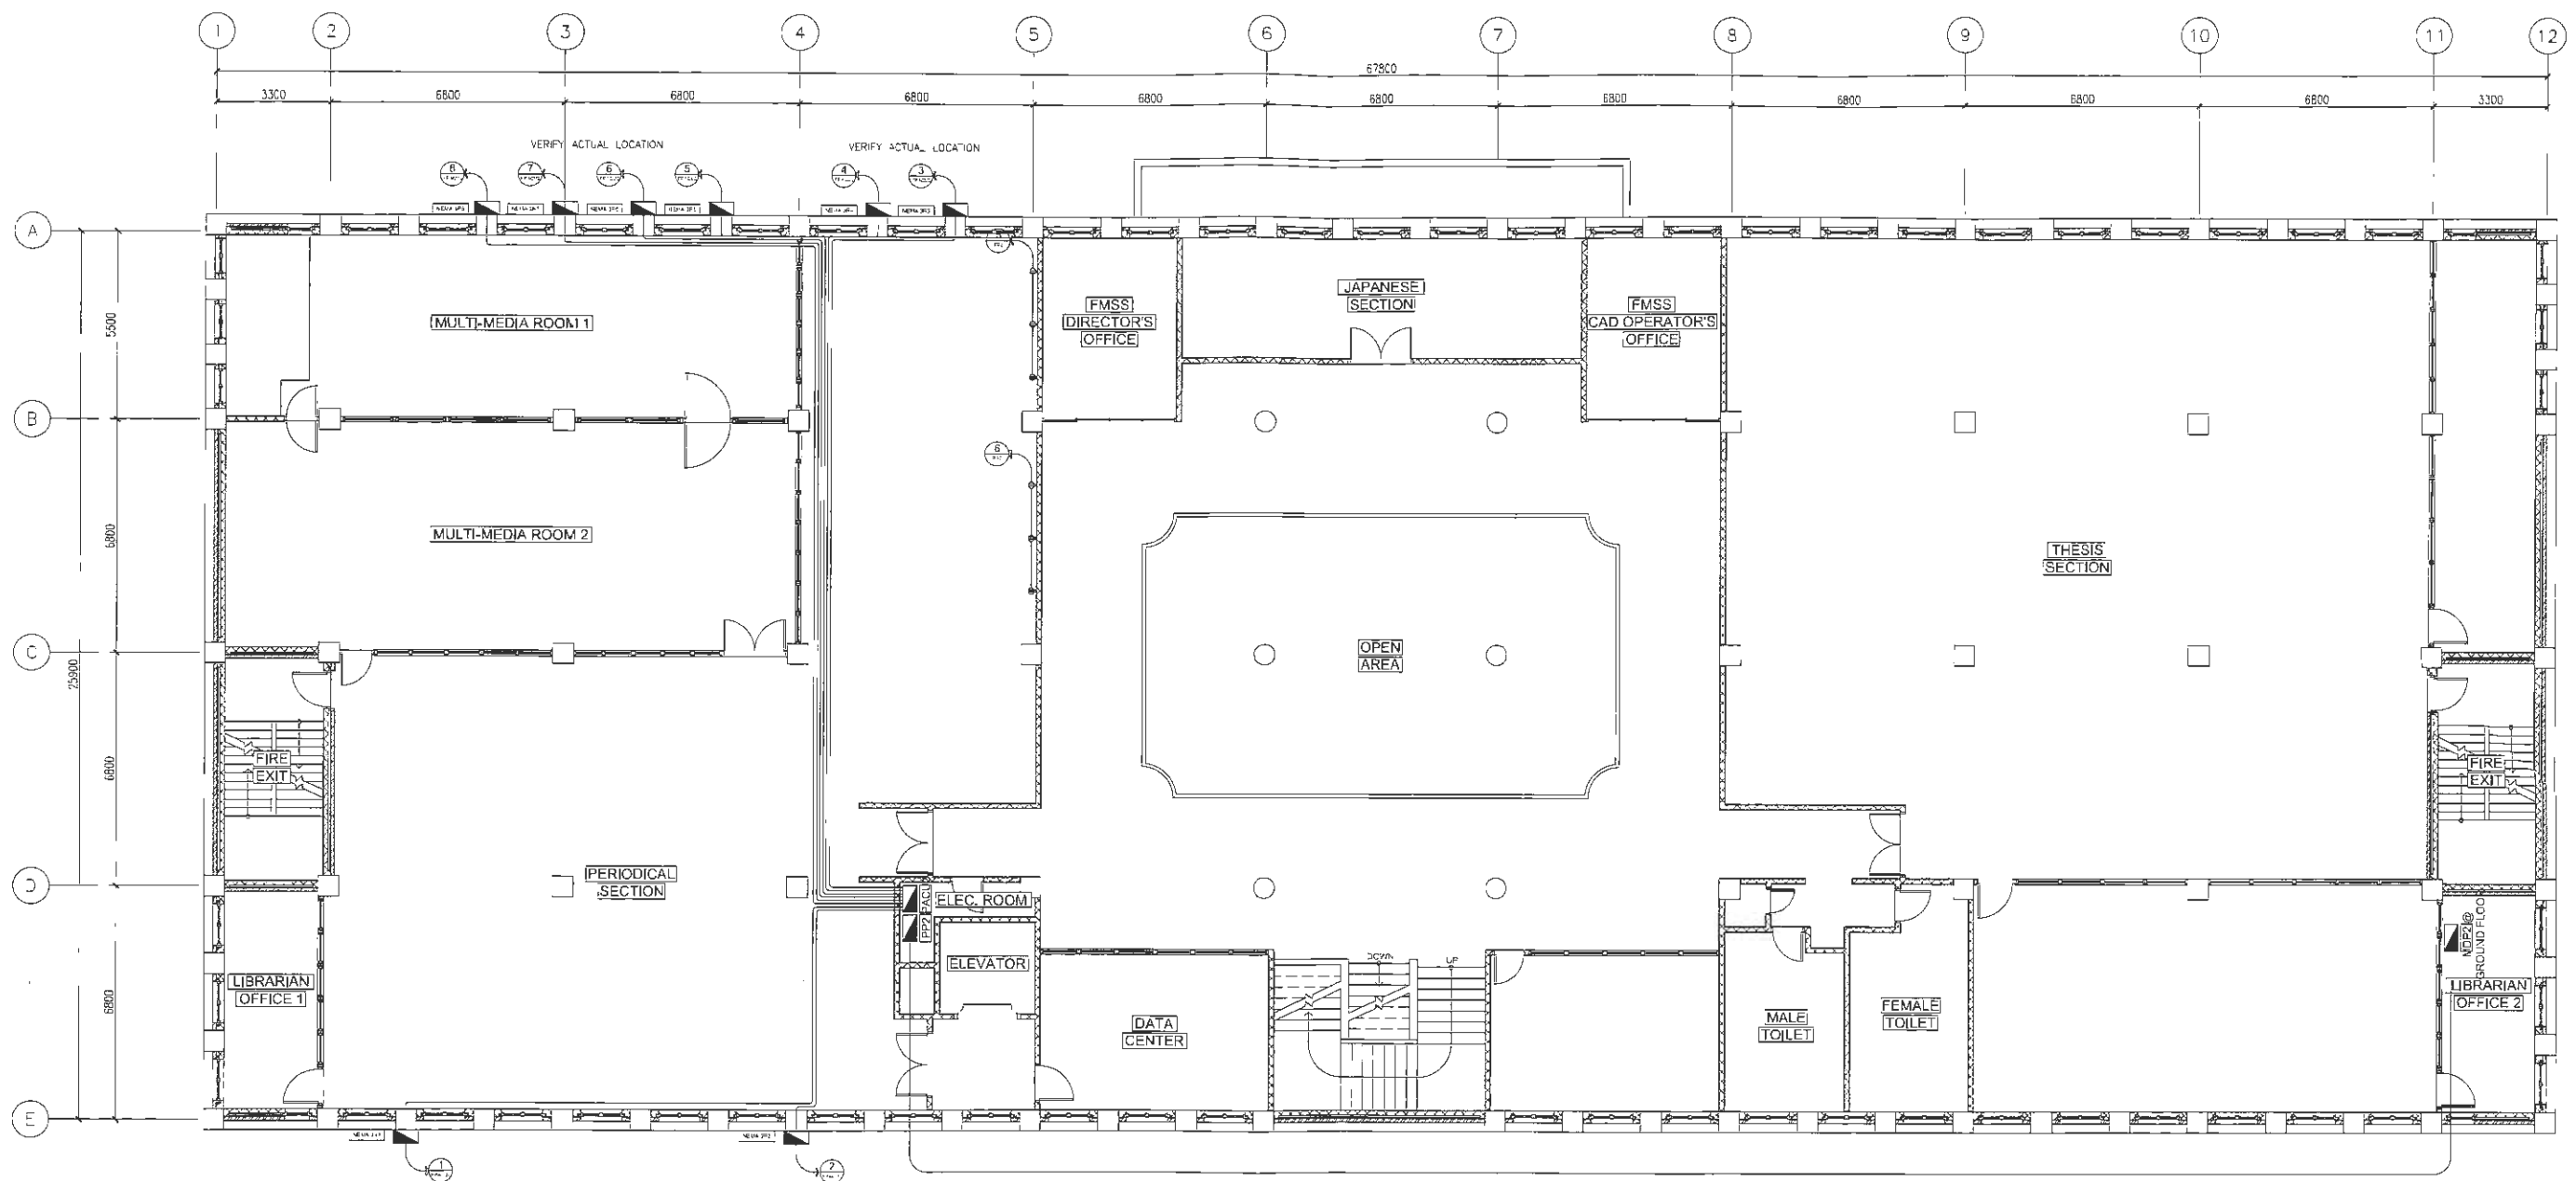 1 2 3 4 5 6 7 8 9 10 11 12
67800
3300 6800 6800 6800 6800 6800 6800 6800 6800 6800 3300
VERIFY ACTUAL LOCATION
VERIFY ACTUAL LOCATION
8 7 6 5 4 3
A
B
C
D
E
5500
6800
6800
6800
25900
MULTI-MEDIA ROOM 1
MULTI-MEDIA ROOM 2
FMSS
DIRECTOR'S
OFFICE
JAPANESE
SECTION
FMSS
CAD OPERATOR'S
OFFICE
6
THESIS
SECTION
OPEN
AREA
FIRE
EXIT
FIRE
EXIT
PERIODICAL
SECTION
PACU
PP2
ELEC. ROOM
ELEVATOR
LIBRARIAN
OFFICE 1
DATA
CENTER
DOWN
UP
MALE
TOILET
FEMALE
TOILET
MDP2@
GROUND FLOO
LIBRARIAN
OFFICE 2
1
2